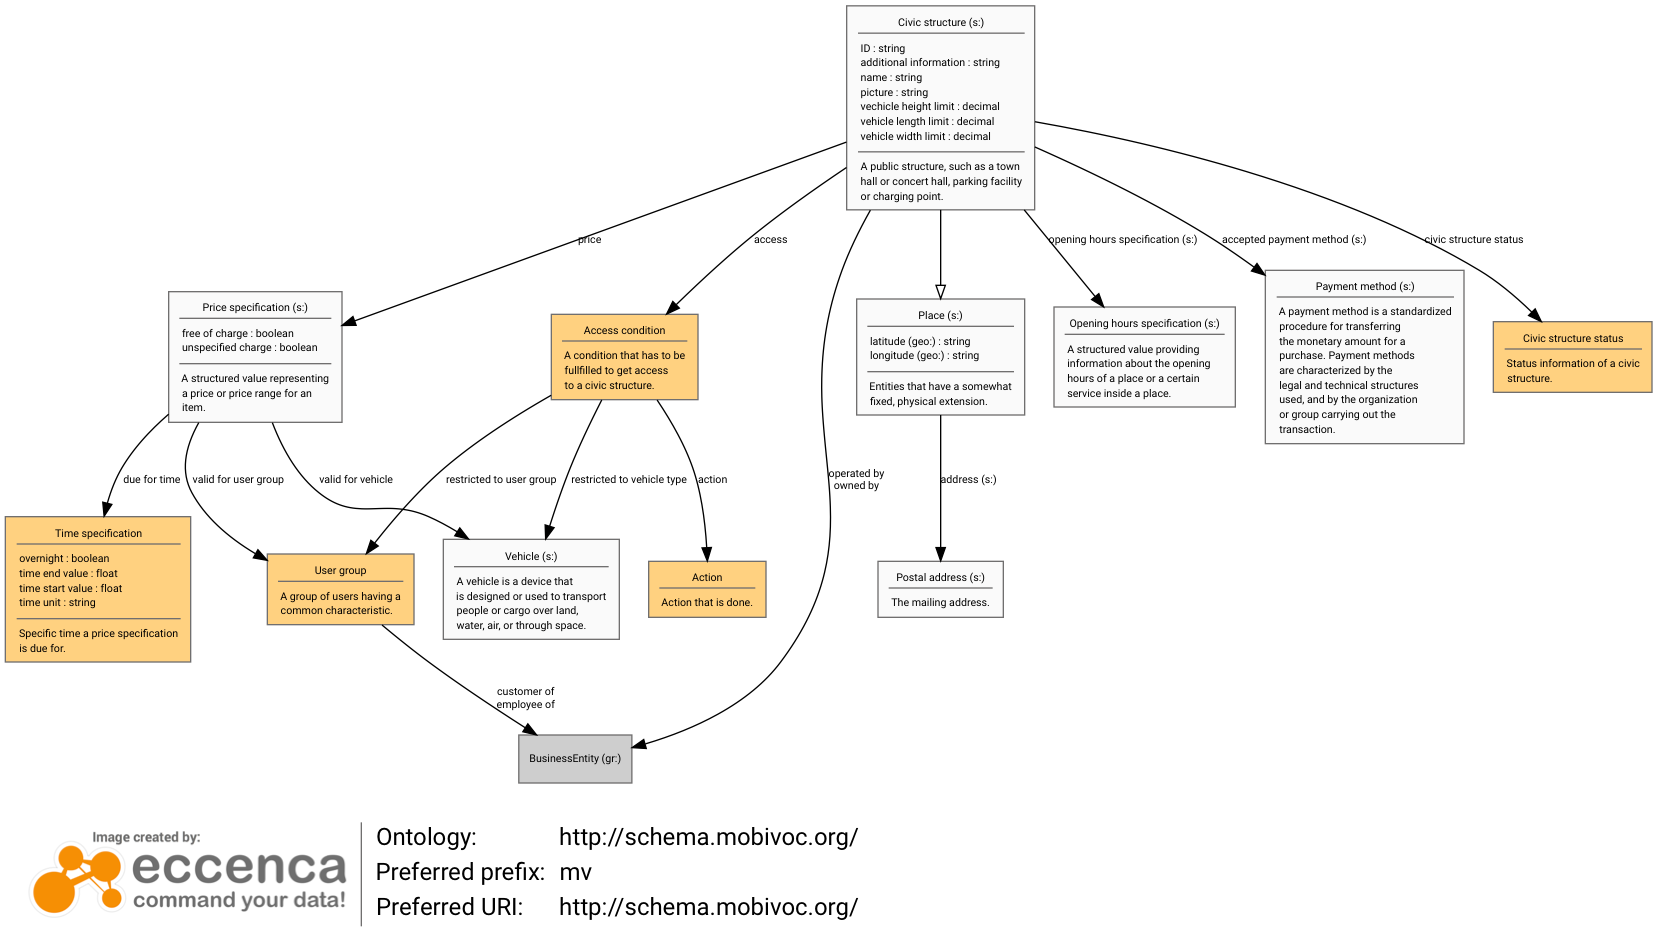 Civic structure (s:)
ID : string
additional information : string
name : string
picture : string
vechicle height limit : decimal
vehicle length limit : decimal
vehicle width limit : decimal
A public structure, such as a town
hall or concert hall, parking facility
or charging point.
price
access
opening hours specification (s:)
accepted payment method (s:)
civic structure status
Price specification (s:)
free of charge : boolean
unspecified charge : boolean
A structured value representing
a price or price range for an
item.
Access condition
A condition that has to be
fullfilled to get access
to a civic structure.
Place (s:)
latitude (geo:) : string
longitude (geo:) : string
Entities that have a somewhat
fixed, physical extension.
Opening hours specification (s:)
A structured value providing
information about the opening
hours of a place or a certain
service inside a place.
Payment method (s:)
A payment method is a standardized
procedure for transferring
the monetary amount for a
purchase. Payment methods
are characterized by the
legal and technical structures
used, and by the organization
or group carrying out the
transaction.
Civic structure status
Status information of a civic
structure.
due for time
valid for user group
valid for vehicle
restricted to user group
restricted to vehicle type
action
operated by
owned by
address (s:)
Time specification
overnight : boolean
time end value : float
time start value : float
time unit : string
Specific time a price specification
is due for.
User group
A group of users having a
common characteristic.
Vehicle (s:)
A vehicle is a device that
is designed or used to transport
people or cargo over land,
water, air, or through space.
Action
Action that is done.
Postal address (s:)
The mailing address.
customer of
employee of
BusinessEntity (gr:)
Image created by:
eccenca
command your data!
Ontology: http://schema.mobivoc.org/
Preferred prefix: mv
Preferred URI: http://schema.mobivoc.org/